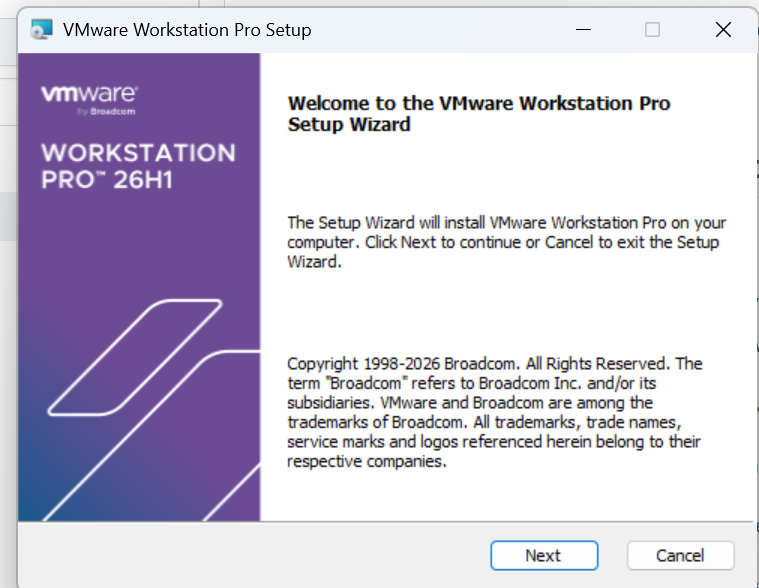 VMware Workstation Pro Setup
vmware®
by Broadcom
WORKSTATION
PRO™ 26H1
Welcome to the VMware Workstation Pro
Setup Wizard
The Setup Wizard will install VMware Workstation Pro on your
computer. Click Next to continue or Cancel to exit the Setup
Wizard.
Copyright 1998-2026 Broadcom. All Rights Reserved. The
term "Broadcom" refers to Broadcom Inc. and/or its
subsidiaries. VMware and Broadcom are among the
trademarks of Broadcom. All trademarks, trade names,
service marks and logos referenced herein belong to their
respective companies.
Next
Cancel